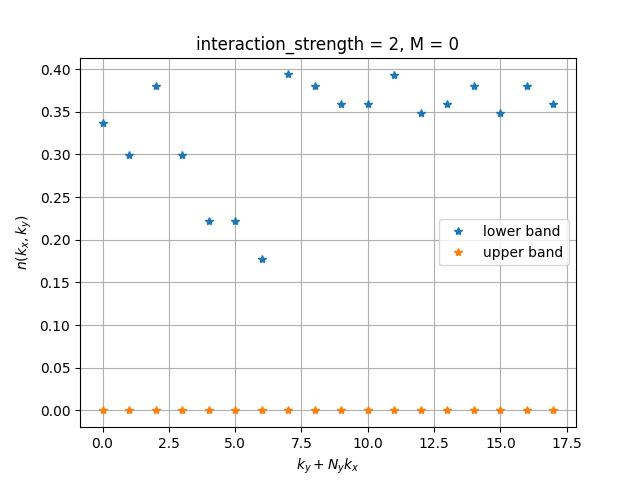 interaction_strength = 2, M = 0
0.40
0.35
0.30
0.25
0.20
0.15
0.10
0.05
0.00
n(kx, ky)
lower band
upper band
0.0 2.5 5.0 7.5 10.0 12.5 15.0 17.5
ky + Nykx